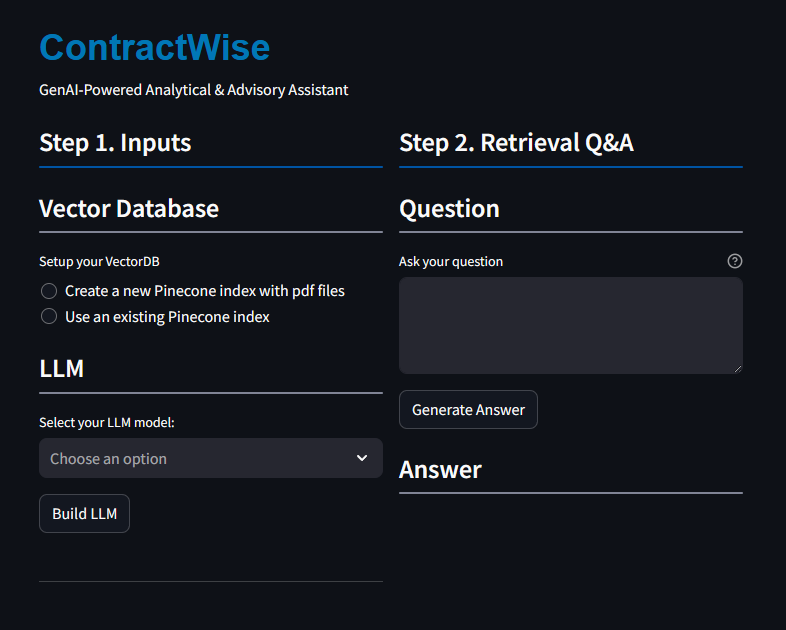 ContractWise
GenAI-Powered Analytical & Advisory Assistant
Step 1. Inputs
Vector Database
Setup your VectorDB
Create a new Pinecone index with pdf files
Use an existing Pinecone index
LLM
Select your LLM model:
Choose an option
Build LLM
Step 2. Retrieval Q&A
Question
Ask your question
Generate Answer
Answer